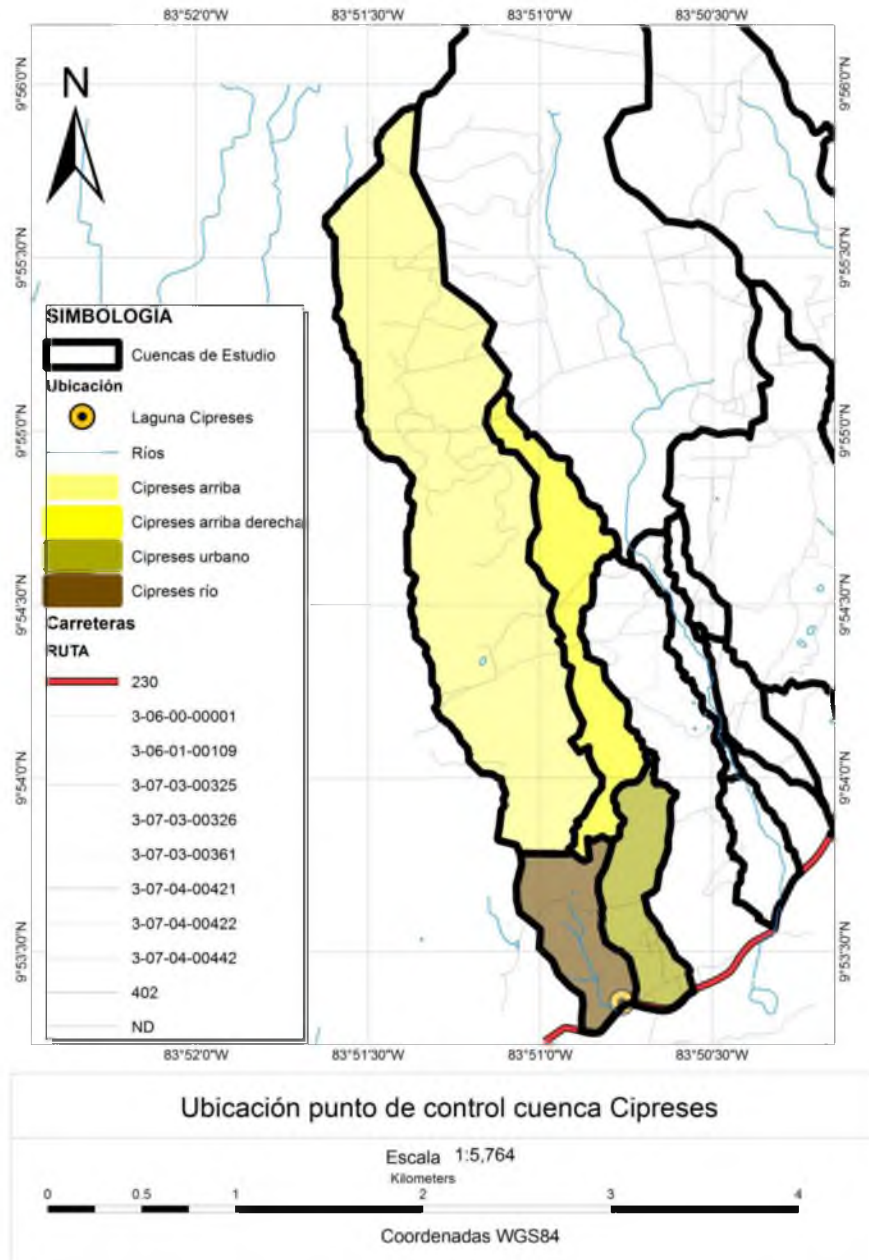 83°52'0"W 83°51'30"W 83°51'0"W 83°50'30"W
9°56'0"N 9°56'0"N
N
9°55'30"N 9°55'30"N
SIMBOLOGÍA
Cuencas de Estudio
Ubicación
Laguna Cipreses
9°55'0"N 9°55'0"N
Ríos
Cipreses arriba
Cipreses arriba derecha
Cipreses urbano
Cipreses río
9°54'30"N 9°54'30"N
Carreteras
RUTA
230
3-06-00-00001
3-06-01-00109
3-07-03-00325
9°54'0"N 9°54'0"N
3-07-03-00326
3-07-03-00361
3-07-04-00421
3-07-04-00422
3-07-04-00442
9°53'30"N 9°53'30"N
402
ND
83°52'0"W 83°51'30"W 83°51'0"W 83°50'30"W
Ubicación punto de control cuenca Cipreses
Escala 1:5,764
Kilometers
0 0.5 1 2 3 4
Coordenadas WGS84